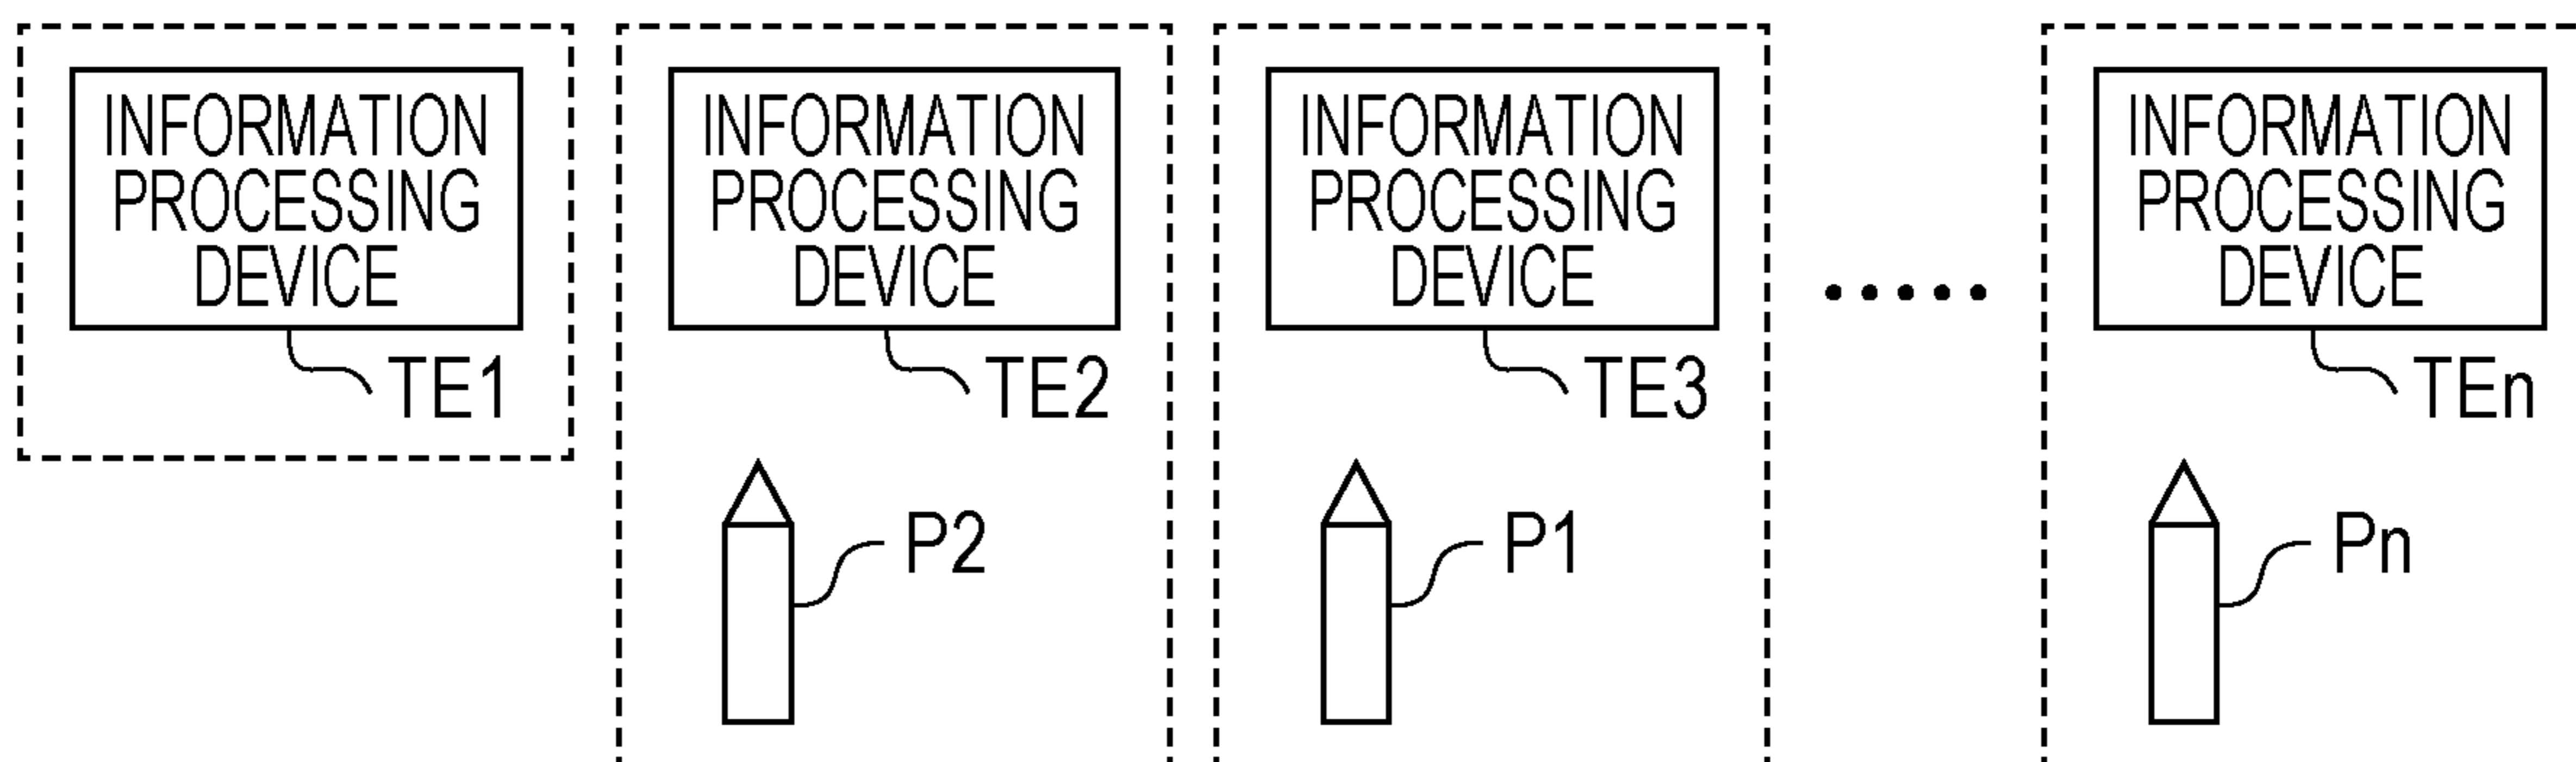 INFORMATION
PROCESSING
DEVICE
TE1
INFORMATION
PROCESSING
DEVICE
TE2
P2
INFORMATION
PROCESSING
DEVICE
TE3
P1
INFORMATION
PROCESSING
DEVICE
TEn
Pn